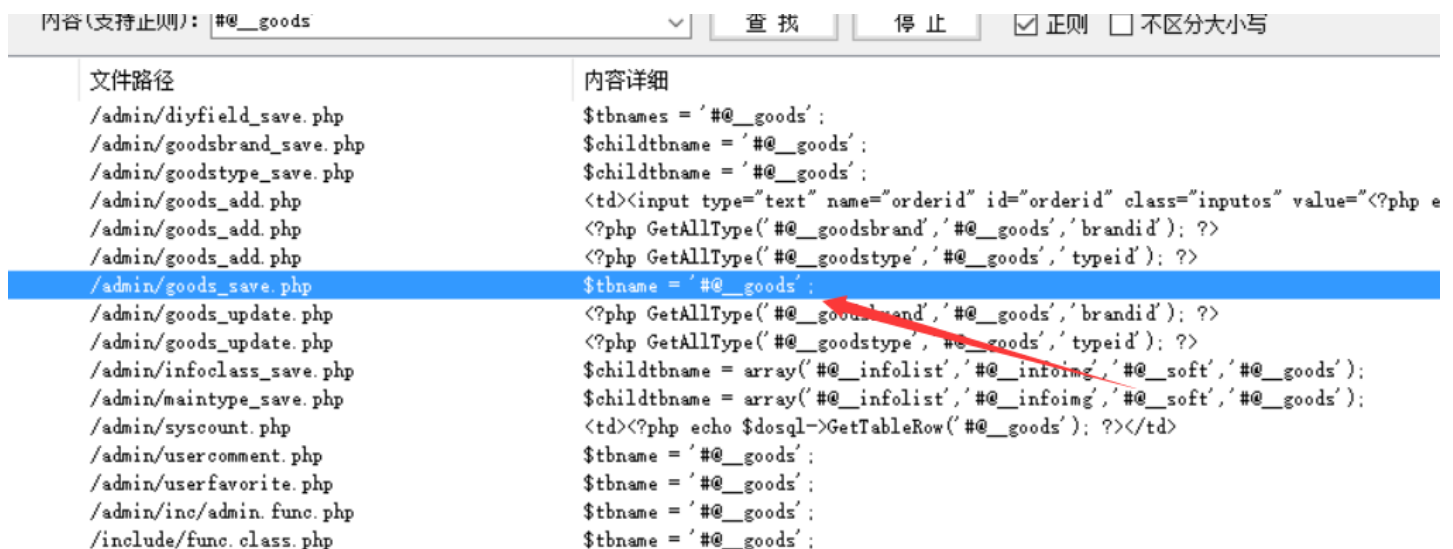 内容(支持正则): #@__goods' 查 找 停 止 正则 不区分大小写
文件路径 内容详细
/admin/diyfield_save.php $tbnames = '#@__goods';
/admin/goodsbrand_save.php $childtbname = '#@__goods';
/admin/goodstype_save.php $childtbname = '#@__goods';
/admin/goods_add.php <td><input type="text" name="orderid" id="orderid" class="inputos" value="<?php e
/admin/goods_add.php <?php GetAllType('#@__goodsbrand','#@__goods','brandid'); ?>
/admin/goods_add.php <?php GetAllType('#@__goodstype','#@__goods','typeid'); ?>
/admin/goods_save.php $tbname = '#@__goods';
/admin/goods_update.php <?php GetAllType('#@__goodsbrand','#@__goods','brandid'); ?>
/admin/goods_update.php <?php GetAllType('#@__goodstype','#@__goods','typeid'); ?>
/admin/infoclass_save.php $childtbname = array('#@__infolist','#@__infoimg','#@__soft','#@__goods');
/admin/maintype_save.php $childtbname = array('#@__infolist','#@__infoimg','#@__soft','#@__goods');
/admin/syscount.php <td><?php echo $dosql->GetTableRow('#@__goods'); ?></td>
/admin/usercomment.php $tbname = '#@__goods';
/admin/userfavorite.php $tbname = '#@__goods';
/admin/inc/admin.func.php $tbname = '#@__goods';
/include/func.class.php $tbname = '#@__goods';